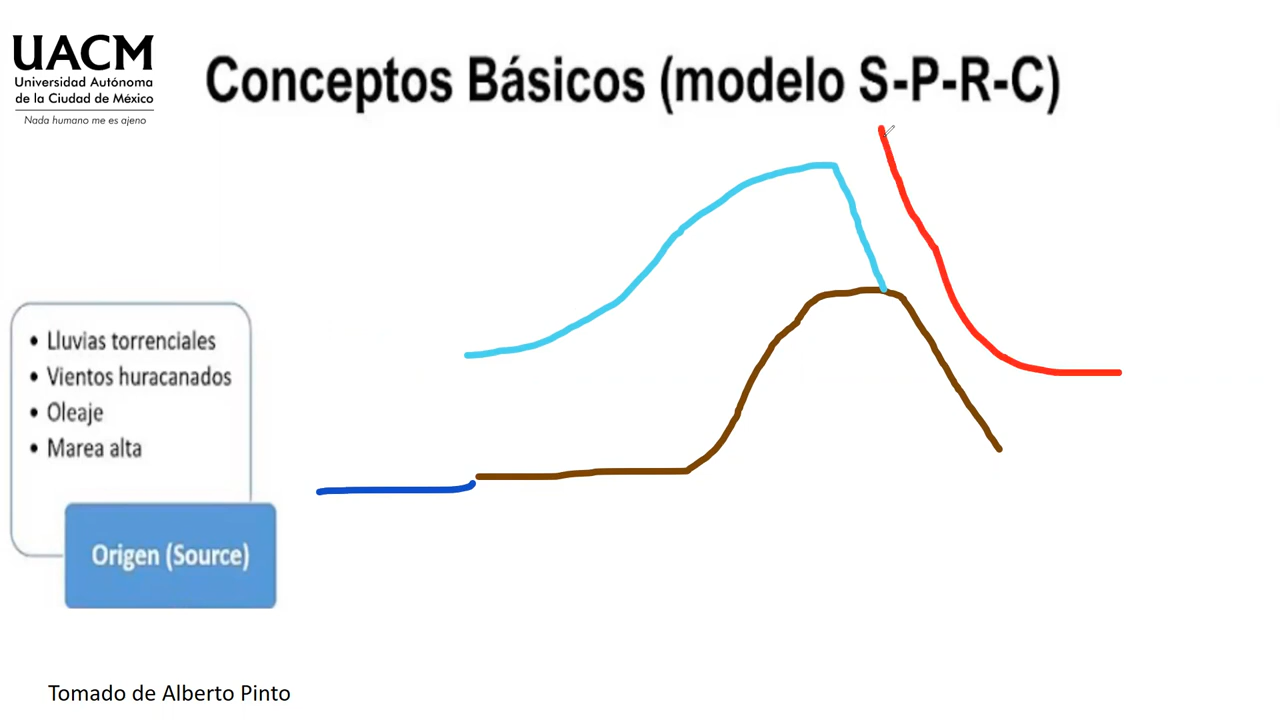 UACM
Universidad Autónoma
de la Ciudad de México
Nada humano me es ajeno
Conceptos Básicos (modelo S-P-R-C)
• Lluvias torrenciales
• Vientos huracanados
• Oleaje
• Marea alta
Origen (Source)
Tomado de Alberto Pinto